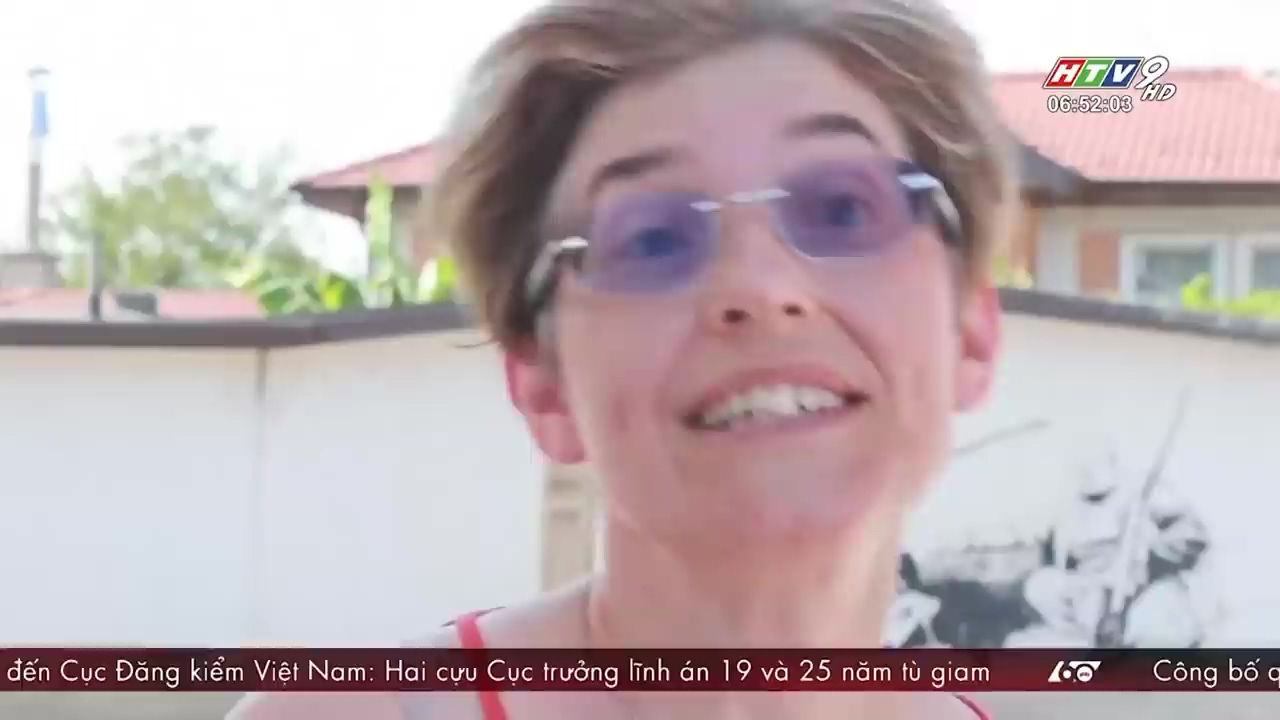 HTV9
HD
06:52:03
đến Cục Đăng kiểm Việt Nam: Hai cựu Cục trưởng lĩnh án 19 và 25 năm tù giam
60
Công bố q